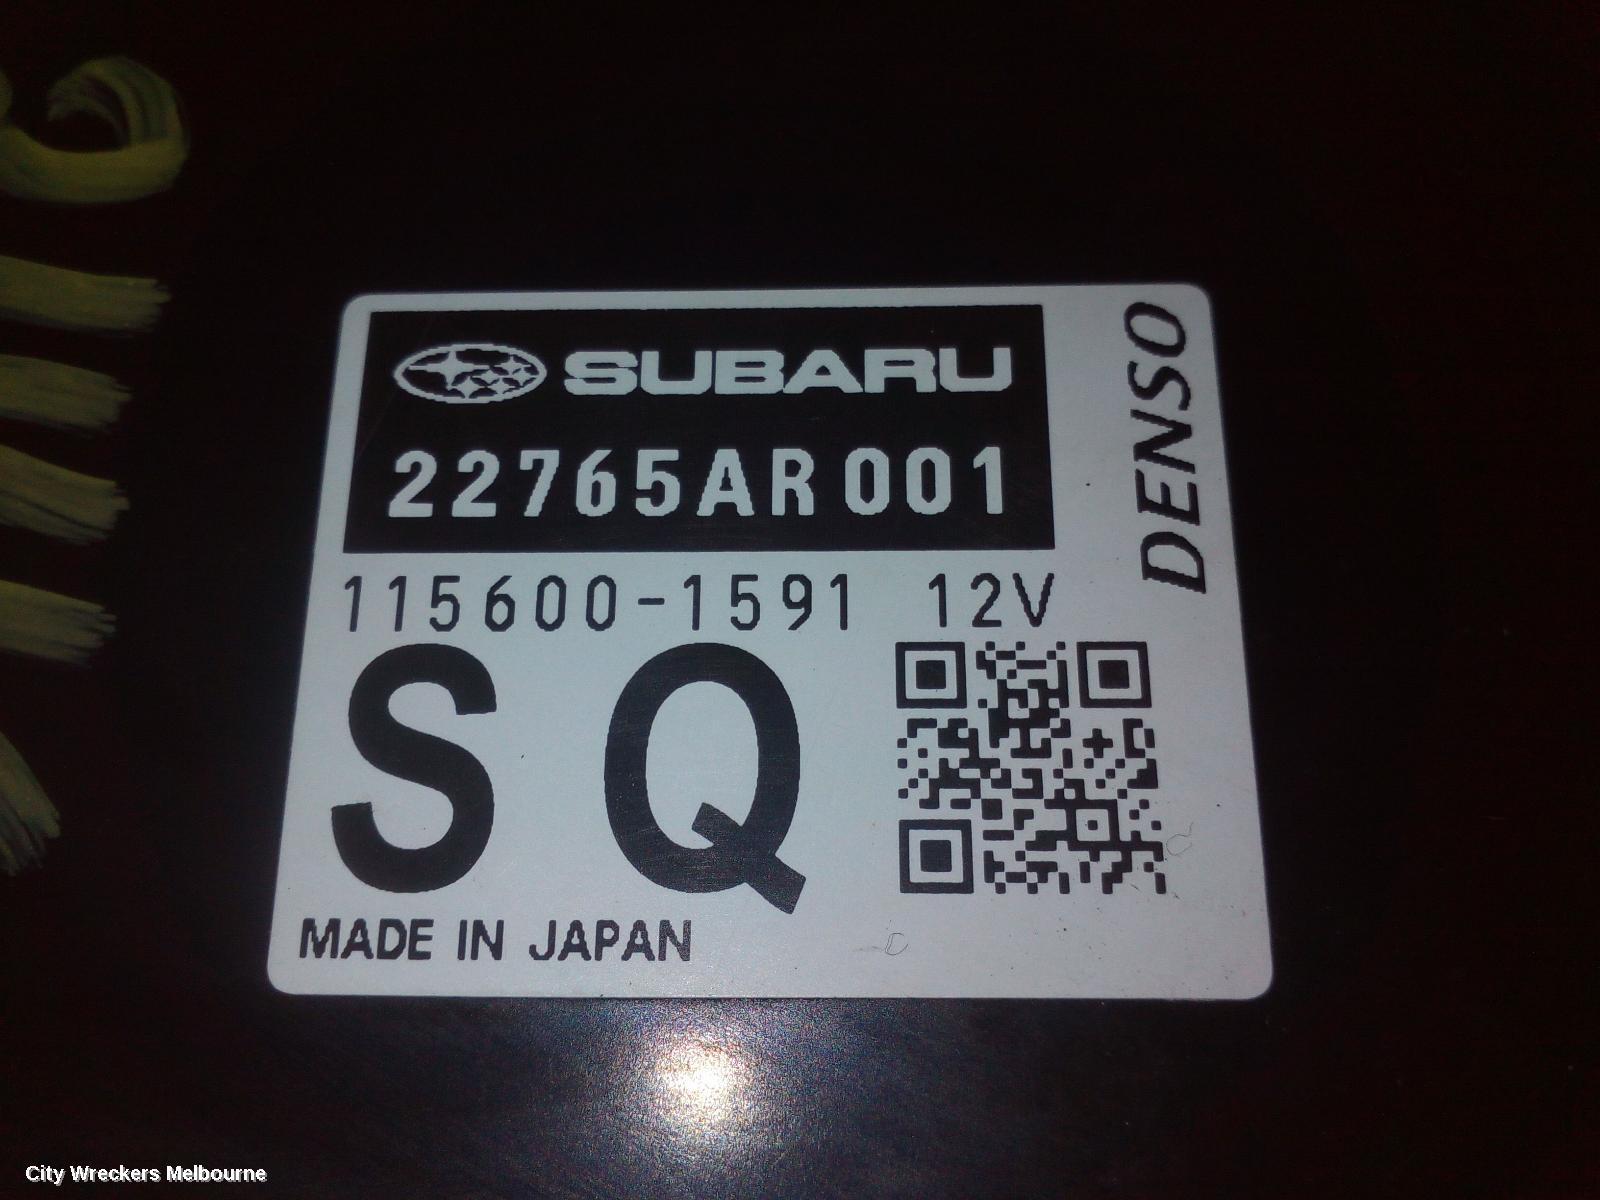 SUBARU
22765AR001
115600-1591 12V
DENSO
S Q
MADE IN JAPAN
City Wreckers Melbourne